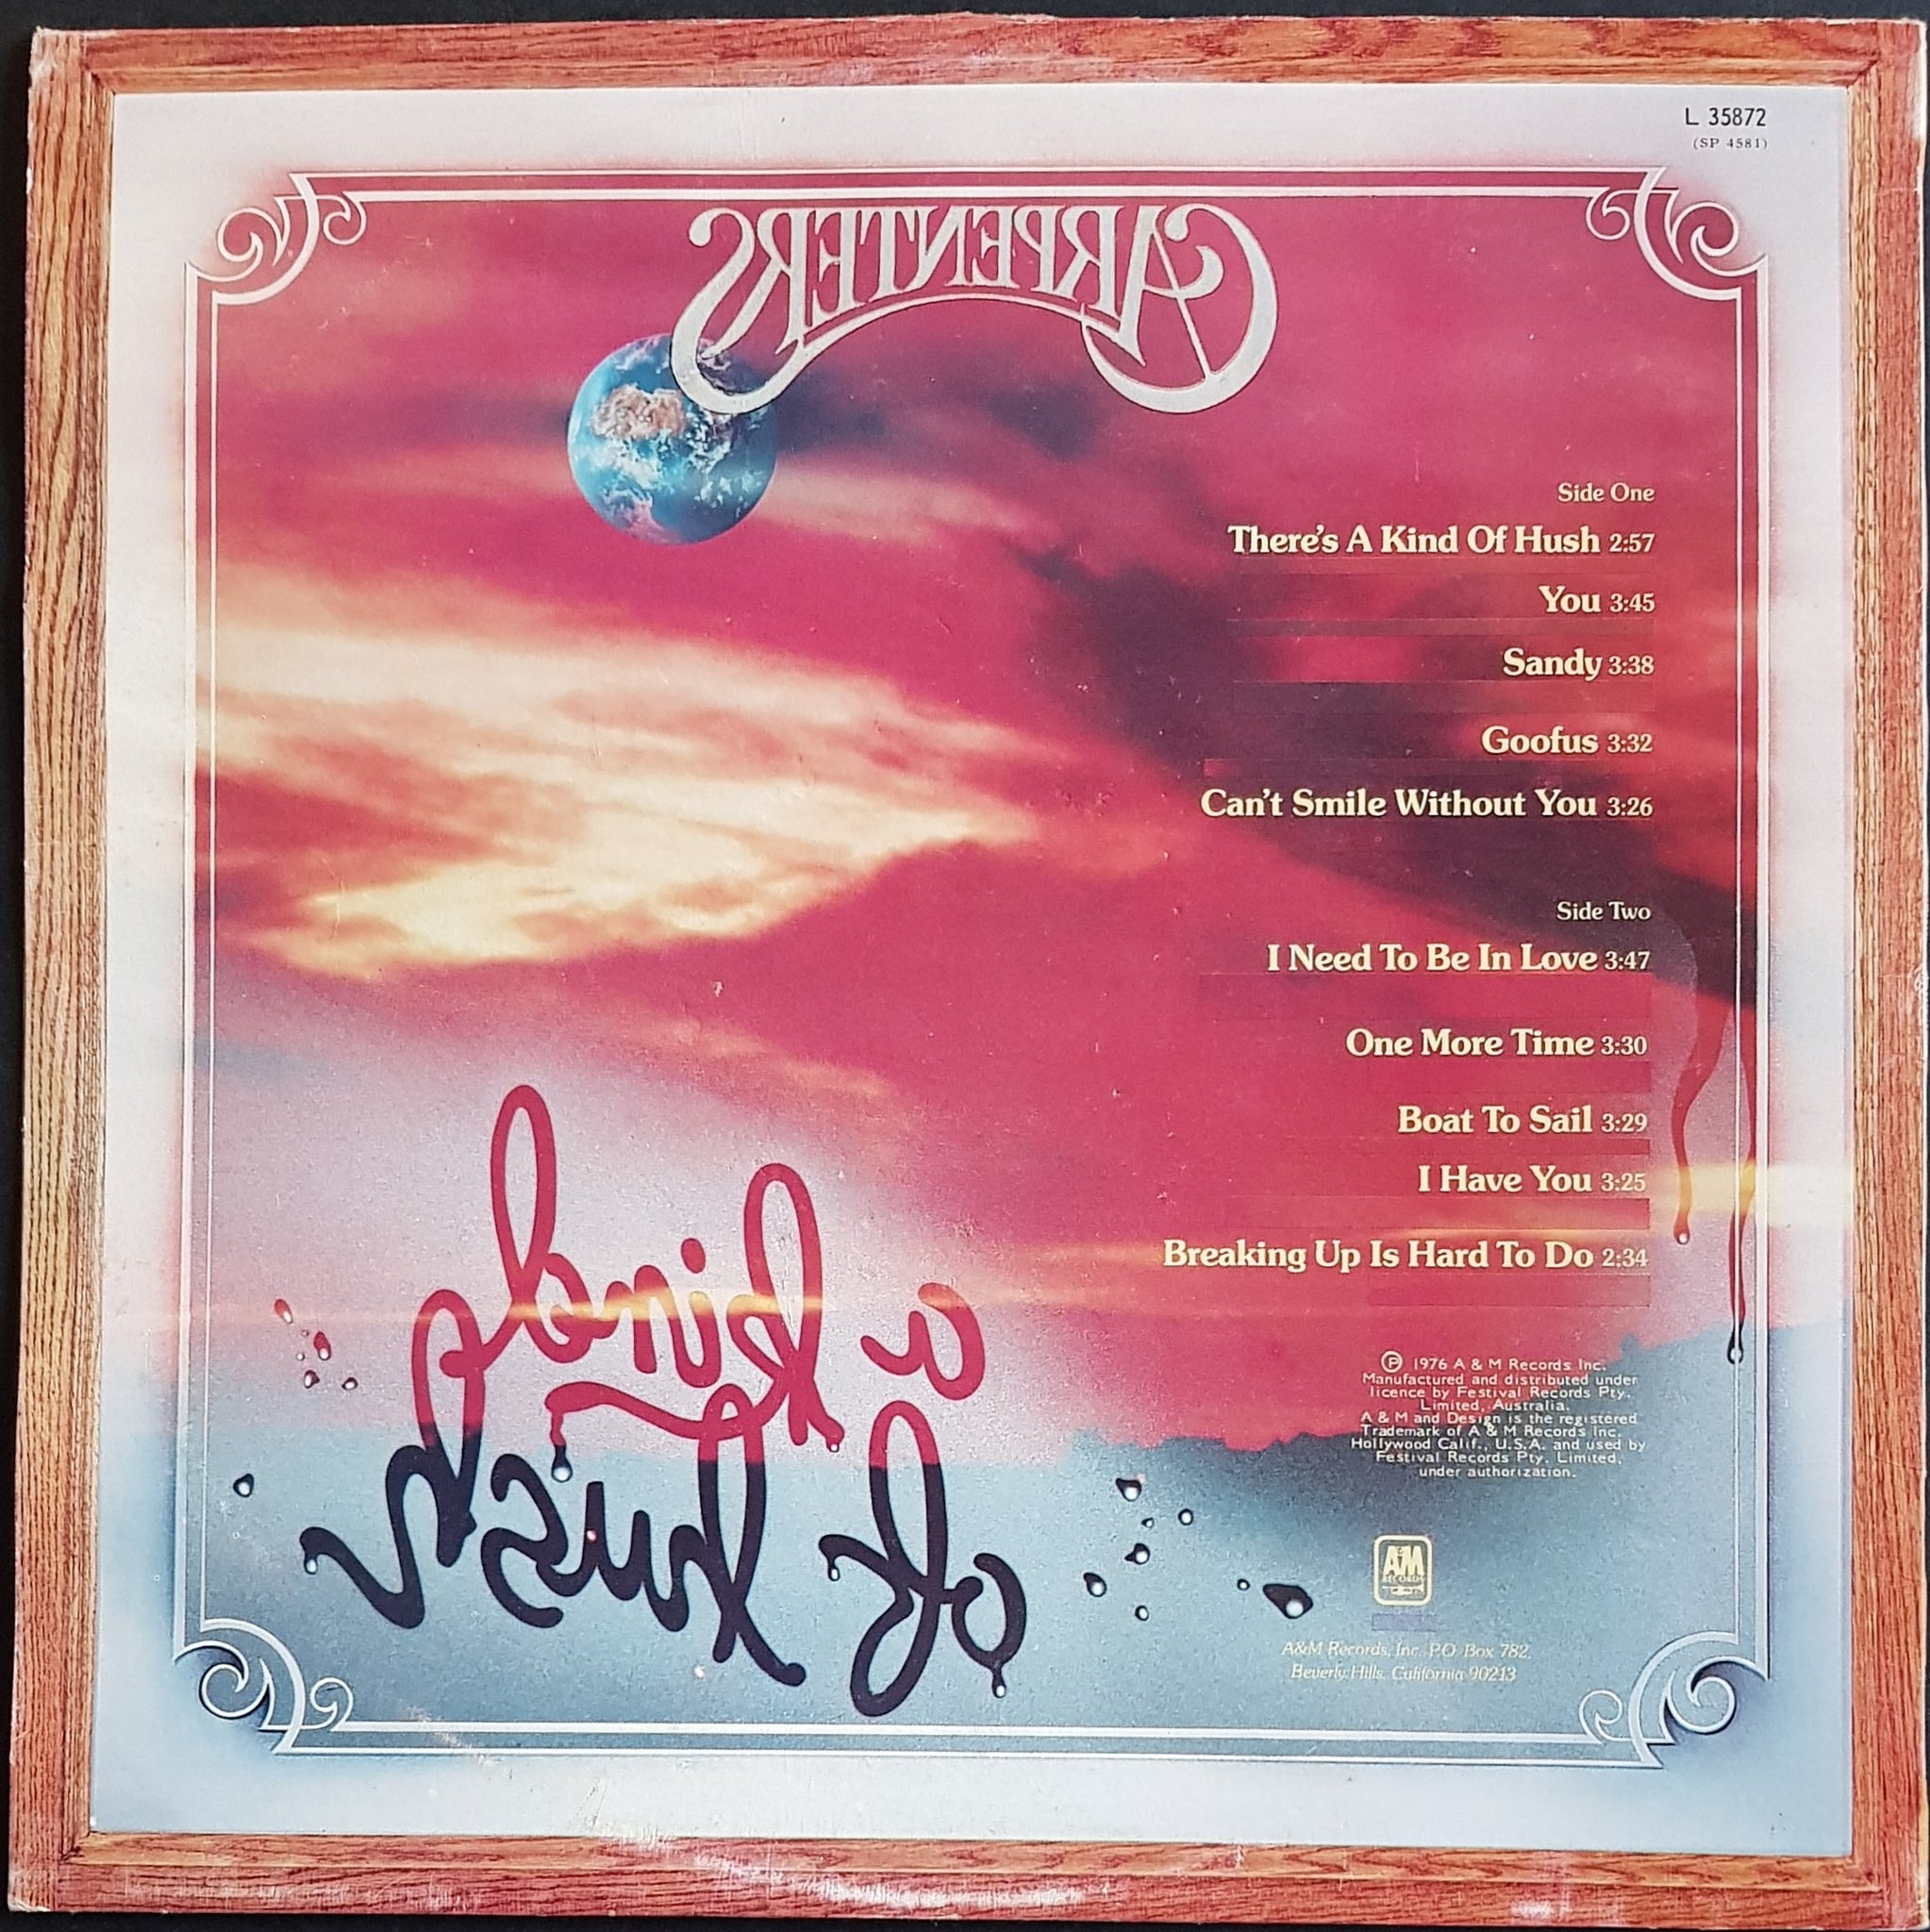 L 35872
(SP 4581)
CARPENTERS
Side One
There's A Kind Of Hush 2:57
You 3:45
Sandy 3:38
Goofus 3:32
Can't Smile Without You 3:26
Side Two
I Need To Be In Love 3:47
One More Time 3:30
Boat To Sail 3:29
I Have You 3:25
Breaking Up Is Hard To Do 2:34
a kind
of hush
℗ 1976 A & M Records Inc.
Manufactured and distributed under
licence by Festival Records Pty.
Limited, Australia.
A & M and Design is the registered
Trademark of A & M Records Inc.
Hollywood Calif., U.S.A. and used by
Festival Records Pty. Limited,
under authorization.
A&M
RECORDS
A&M Records, Inc. P.O. Box 782,
Beverly Hills, California 90213